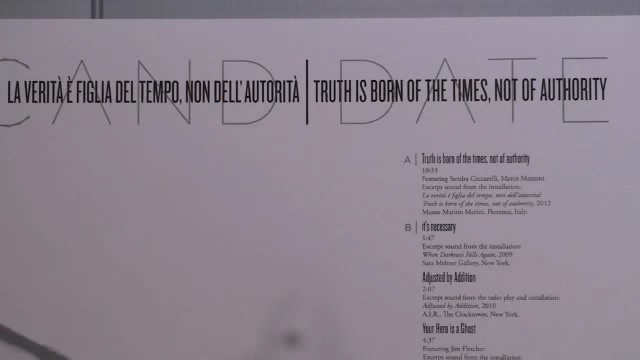 CANDIDATE
LA VERITÀ È FIGLIA DEL TEMPO, NON DELL'AUTORITÀ | TRUTH IS BORN OF THE TIMES, NOT OF AUTHORITY
A | Truth is born of the times, not of authority
10:33
Featuring Sandra Ceccarelli, Marco Mazzoni.
Excerpt sound from the installation:
La verità è figlia del tempo, non dell'autorità/
Truth is born of the times, not of authority, 2012
Museo Marino Marini, Florence, Italy.
B | it's necessary
1:47
Excerpt sound from the installation:
When Darkness Falls Again, 2009
Sara Meltzer Gallery, New York.
Adjusted by Addition
2:07
Excerpt sound from the radio play and installation:
Adjusted by Addition, 2010
A.I.R., The Clocktower, New York.
Your Hero is a Ghost
4:37
Featuring Jim Fletcher
Excerpt sound from the installation: